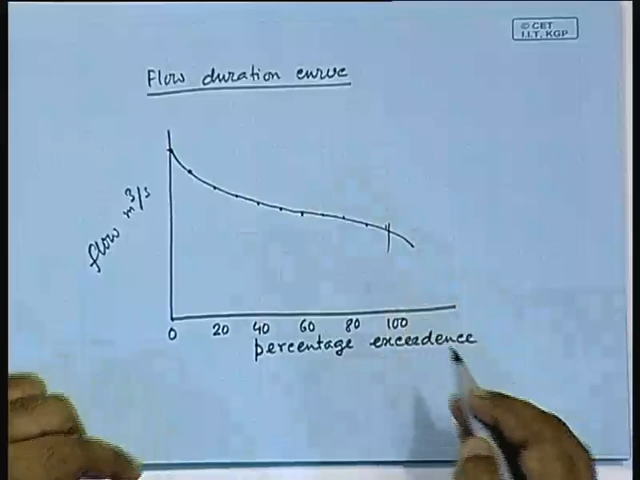 © CET
I.I.T. KGP
Flow duration curve
flow m³/s
0 20 40 60 80 100
percentage exceedence